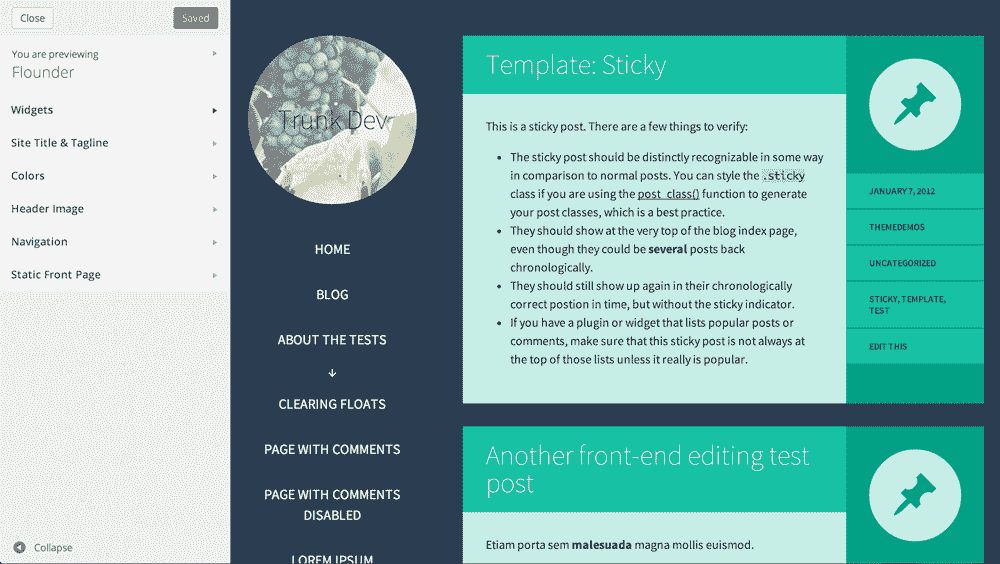 Close
Saved
You are previewing
Flounder
Widgets
Site Title & Tagline
Colors
Header Image
Navigation
Static Front Page
Collapse
Trunk Dev
HOME
BLOG
ABOUT THE TESTS
↓
CLEARING FLOATS
PAGE WITH COMMENTS
PAGE WITH COMMENTS
DISABLED
LOREM IPSUM
Template: Sticky
This is a sticky post. There are a few things to verify:
• The sticky post should be distinctly recognizable in some way
in comparison to normal posts. You can style the .sticky
class if you are using the post_class() function to generate
your post classes, which is a best practice.
• They should show at the very top of the blog index page,
even though they could be several posts back
chronologically.
• They should still show up again in their chronologically
correct postion in time, but without the sticky indicator.
• If you have a plugin or widget that lists popular posts or
comments, make sure that this sticky post is not always at
the top of those lists unless it really is popular.
JANUARY 7, 2012
THEMEDEMOS
UNCATEGORIZED
STICKY, TEMPLATE,
TEST
EDIT THIS
Another front-end editing test
post
Etiam porta sem malesuada magna mollis euismod.